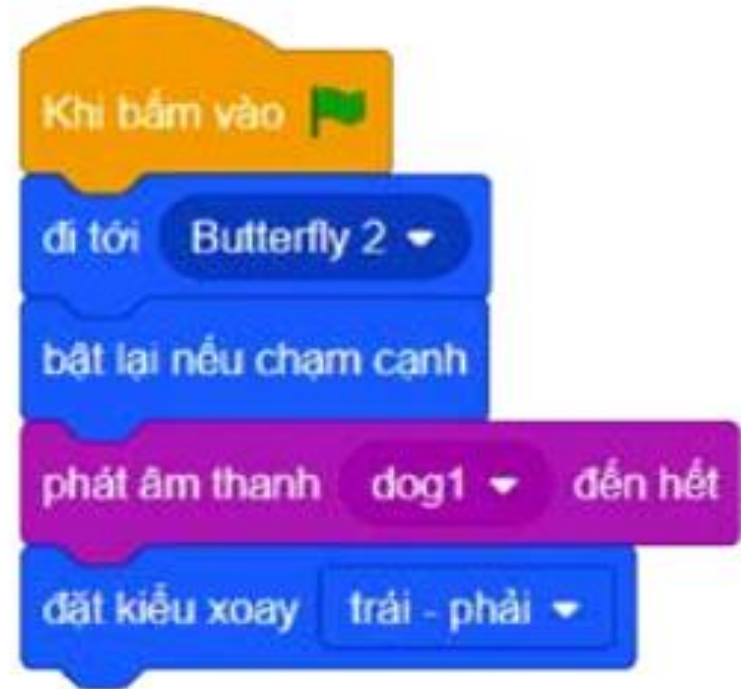 Khi bấm vào
đi tới Butterfly 2
bật lại nếu chạm cạnh
phát âm thanh dog1 đến hết
đặt kiểu xoay trái - phải